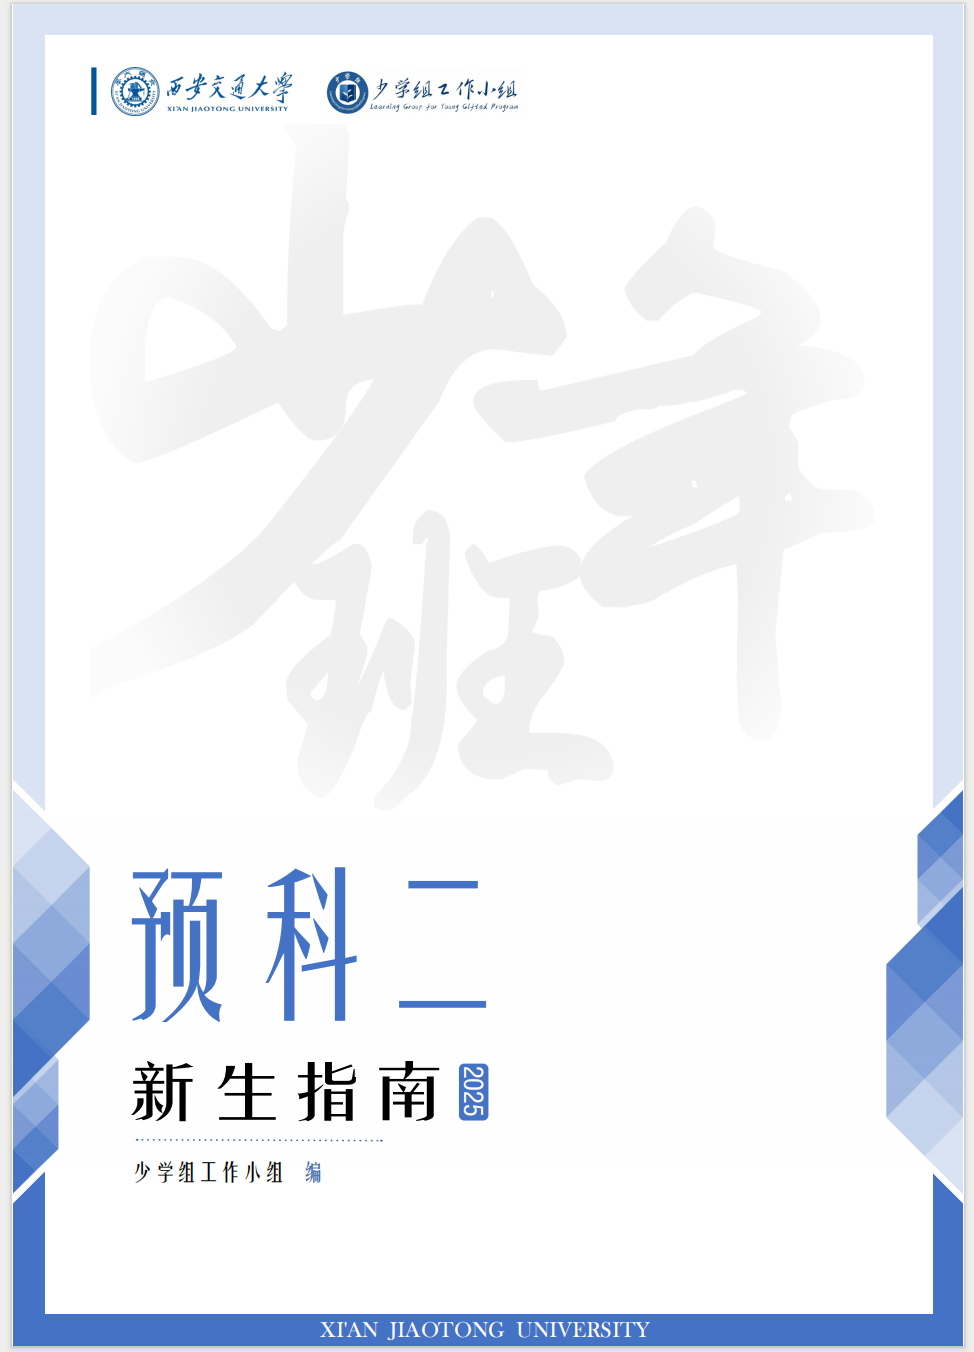 西安交通大學
XI'AN JIAOTONG UNIVERSITY
少学组工作小组
Learning Group for Young Gifted Program
少年
班
预科二
新生指南 2025
少学组工作小组 编
XI'AN JIAOTONG UNIVERSITY